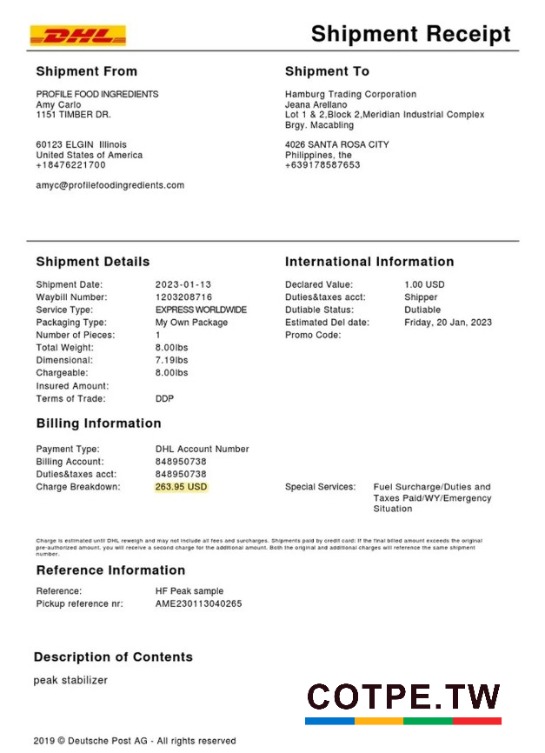 DHL
Shipment Receipt
Shipment From
PROFILE FOOD INGREDIENTS
Amy Carlo
1151 TIMBER DR.
60123 ELGIN Illinois
United States of America
+18476221700
amyc@profilefoodingredients.com
Shipment To
Hamburg Trading Corporation
Jeana Arellano
Lot 1 & 2,Block 2,Meridian Industrial Complex
Brgy. Macabling
4026 SANTA ROSA CITY
Philippines, the
+639178587653
Shipment Details
Shipment Date: 2023-01-13
Waybill Number: 1203208716
Service Type: EXPRESS WORLDWIDE
Packaging Type: My Own Package
Number of Pieces: 1
Total Weight: 8.00lbs
Dimensional: 7.19lbs
Chargeable: 8.00lbs
Insured Amount:
Terms of Trade: DDP
International Information
Declared Value: 1.00 USD
Duties&taxes acct: Shipper
Dutiable Status: Dutiable
Estimated Del date: Friday, 20 Jan, 2023
Promo Code:
Billing Information
Payment Type: DHL Account Number
Billing Account: 848950738
Duties&taxes acct: 848950738
Charge Breakdown: 263.95 USD
Special Services: Fuel Surcharge/Duties and
Taxes Paid/WY/Emergency
Situation
Charge is estimated until DHL reweigh and may not include all fees and surcharges. Shipments paid by credit card: If the final billed amount exceeds the original
pre-authorized amount, you will receive a second charge for the additional amount. Both the original and additional charges will reference the same shipment
number.
Reference Information
Reference: HF Peak sample
Pickup reference nr: AME230113040265
Description of Contents
peak stabilizer
COTPE.TW
2019 © Deutsche Post AG - All rights reserved